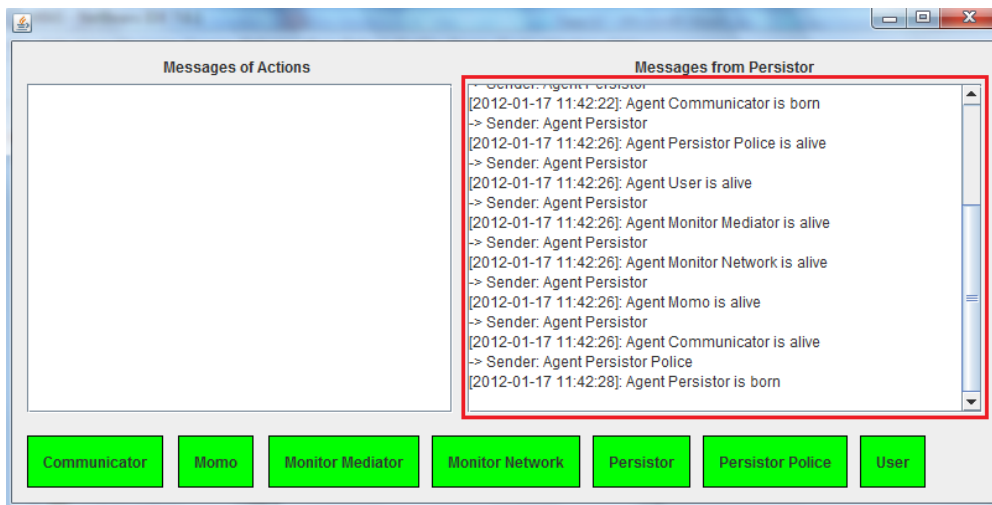 Messages of Actions
Messages from Persistor
-> Sender: Agent Persistor
[2012-01-17 11:42:22]: Agent Communicator is born
-> Sender: Agent Persistor
[2012-01-17 11:42:26]: Agent Persistor Police is alive
-> Sender: Agent Persistor
[2012-01-17 11:42:26]: Agent User is alive
-> Sender: Agent Persistor
[2012-01-17 11:42:26]: Agent Monitor Mediator is alive
-> Sender: Agent Persistor
[2012-01-17 11:42:26]: Agent Monitor Network is alive
-> Sender: Agent Persistor
[2012-01-17 11:42:26]: Agent Momo is alive
-> Sender: Agent Persistor
[2012-01-17 11:42:26]: Agent Communicator is alive
-> Sender: Agent Persistor Police
[2012-01-17 11:42:28]: Agent Persistor is born
Communicator
Momo
Monitor Mediator
Monitor Network
Persistor
Persistor Police
User